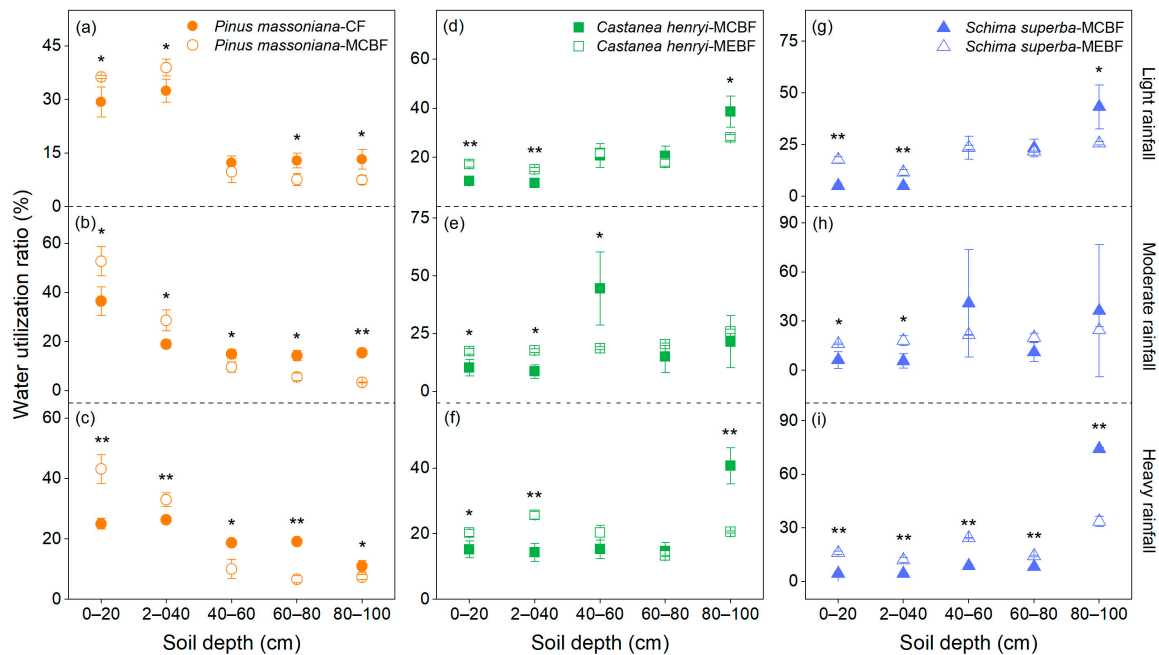 Water utilization ratio (%)
(a)
Pinus massoniana-CF
Pinus massoniana-MCBF
45
30
15
0
* * * *
(b)
60
40
20
0
* * * * **
(c)
60
40
20
0
** ** * ** *
0–20 2–040 40–60 60–80 80–100
Soil depth (cm)
(d)
Castanea henryi-MCBF
Castanea henryi-MEBF
60
40
20
** ** *
(e)
75
50
25
0
* * *
(f)
40
20
0
* ** **
0–20 2–040 40–60 60–80 80–100
Soil depth (cm)
(g)
Schima superba-MCBF
Schima superba-MEBF
75
50
25
0
** ** *
Light rainfall
(h)
90
60
30
0
* *
Moderate rainfall
(i)
90
60
30
0
** ** ** ** **
Heavy rainfall
0–20 2–040 40–60 60–80 80–100
Soil depth (cm)